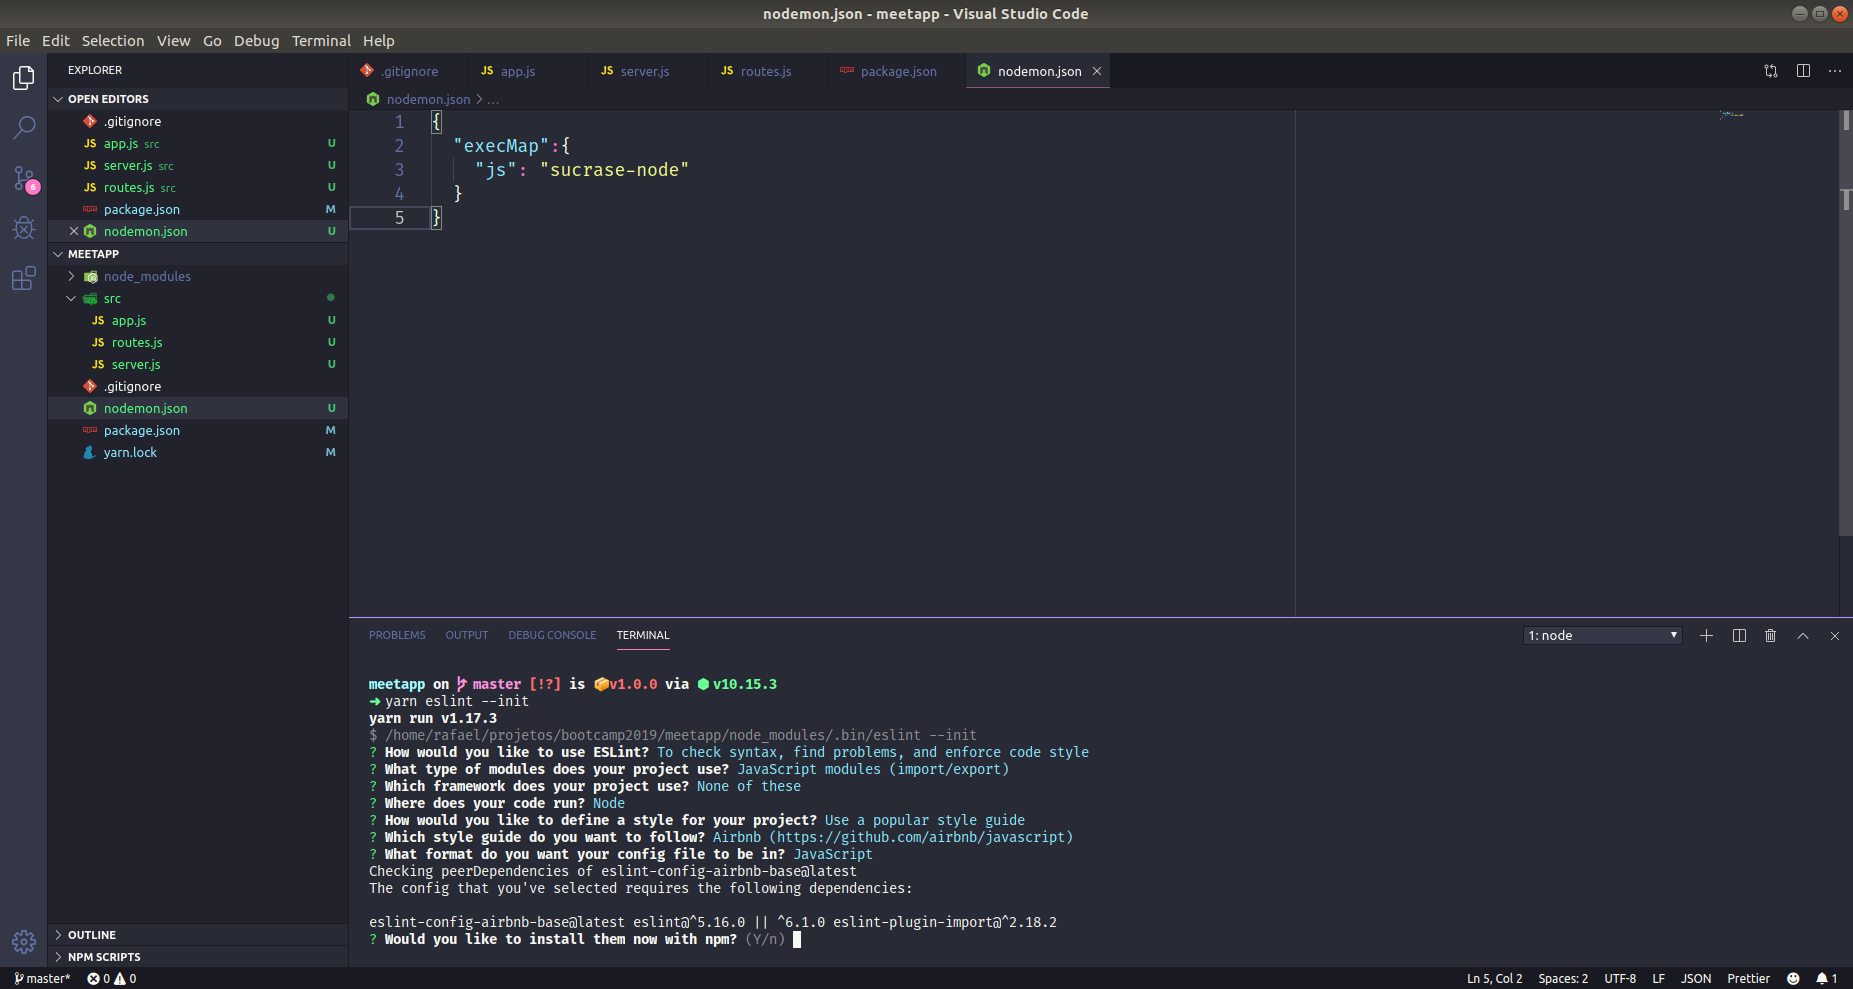 nodemon.json - meetapp - Visual Studio Code
File Edit Selection View Go Debug Terminal Help
EXPLORER
OPEN EDITORS
.gitignore
JS app.js src U
JS server.js src U
JS routes.js src U
package.json M
nodemon.json U
MEETAPP
node_modules
src
JS app.js U
JS routes.js U
JS server.js U
.gitignore
nodemon.json U
package.json M
yarn.lock M
OUTLINE
NPM SCRIPTS
6
.gitignore JS app.js JS server.js JS routes.js package.json nodemon.json
nodemon.json > ...
1 {
2 "execMap":{
3 "js": "sucrase-node"
4 }
5 }
PROBLEMS OUTPUT DEBUG CONSOLE TERMINAL 1: node
meetapp on master [!?] is v1.0.0 via v10.15.3
➜ yarn eslint --init
yarn run v1.17.3
$ /home/rafael/projetos/bootcamp2019/meetapp/node_modules/.bin/eslint --init
? How would you like to use ESLint? To check syntax, find problems, and enforce code style
? What type of modules does your project use? JavaScript modules (import/export)
? Which framework does your project use? None of these
? Where does your code run? Node
? How would you like to define a style for your project? Use a popular style guide
? Which style guide do you want to follow? Airbnb (https://github.com/airbnb/javascript)
? What format do you want your config file to be in? JavaScript
Checking peerDependencies of eslint-config-airbnb-base@latest
The config that you've selected requires the following dependencies:
eslint-config-airbnb-base@latest eslint@^5.16.0 || ^6.1.0 eslint-plugin-import@^2.18.2
? Would you like to install them now with npm? (Y/n)
master* 0 0 Ln 5, Col 2 Spaces: 2 UTF-8 LF JSON Prettier 1